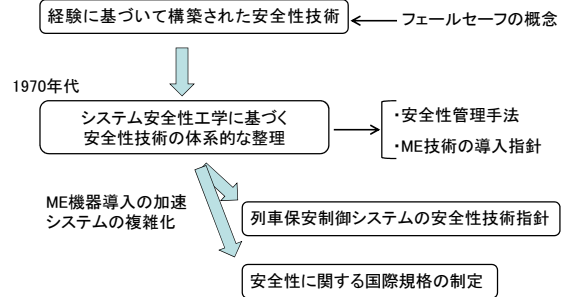 経験に基づいて構築された安全性技術
フェールセーフの概念
1970年代
システム安全性工学に基づく
安全性技術の体系的な整理
・安全性管理手法
・ME技術の導入指針
ME機器導入の加速
システムの複雑化
列車保安制御システムの安全性技術指針
安全性に関する国際規格の制定